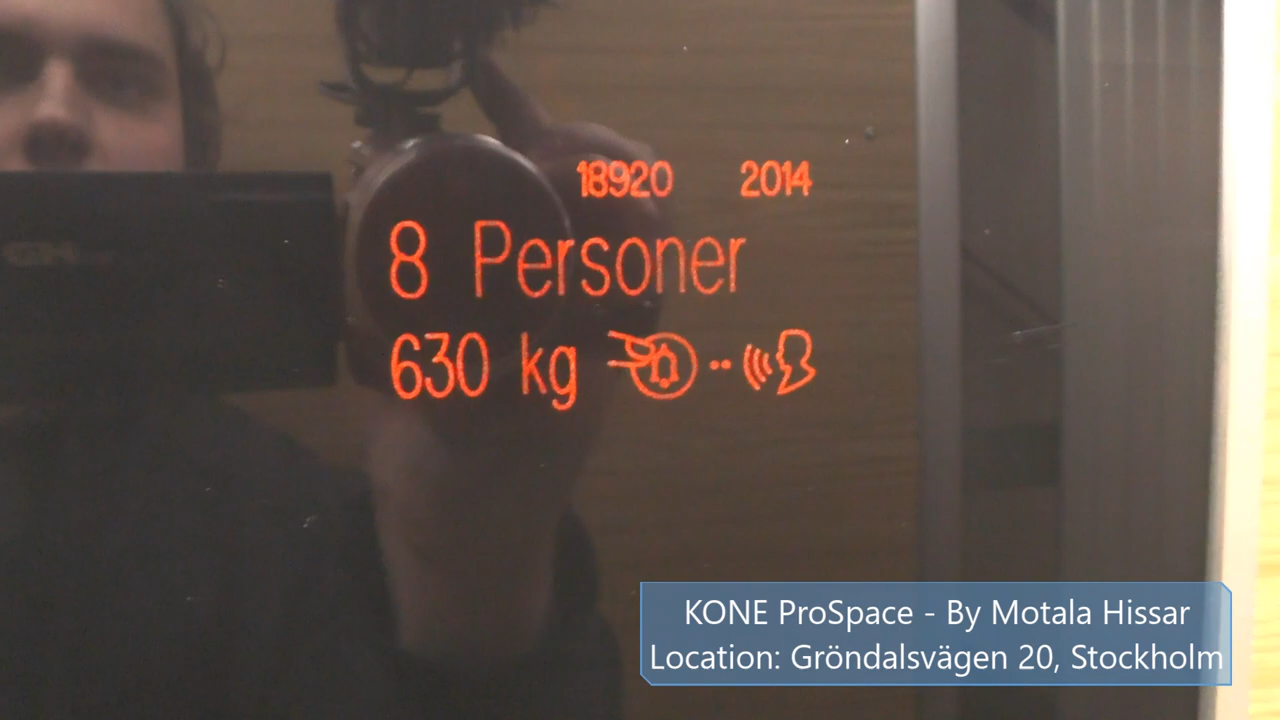 18920 2014
8 Personer
630 kg
KONE ProSpace - By Motala Hissar
Location: Gröndalsvägen 20, Stockholm